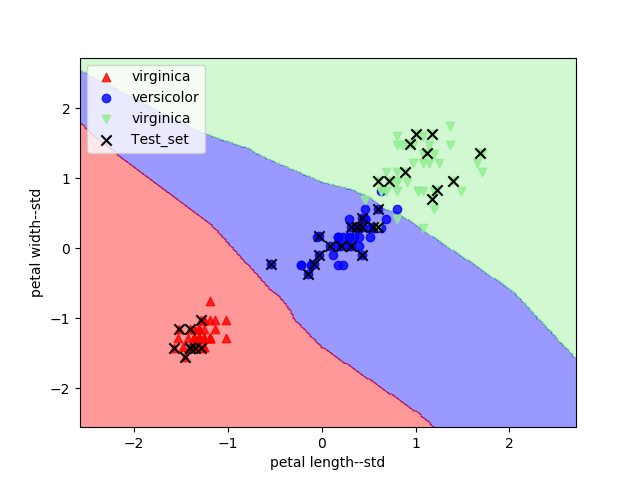 virginica
versicolor
virginica
Test_set
petal width--std
2
1
0
−1
−2
−2
−1
0
1
2
petal length--std